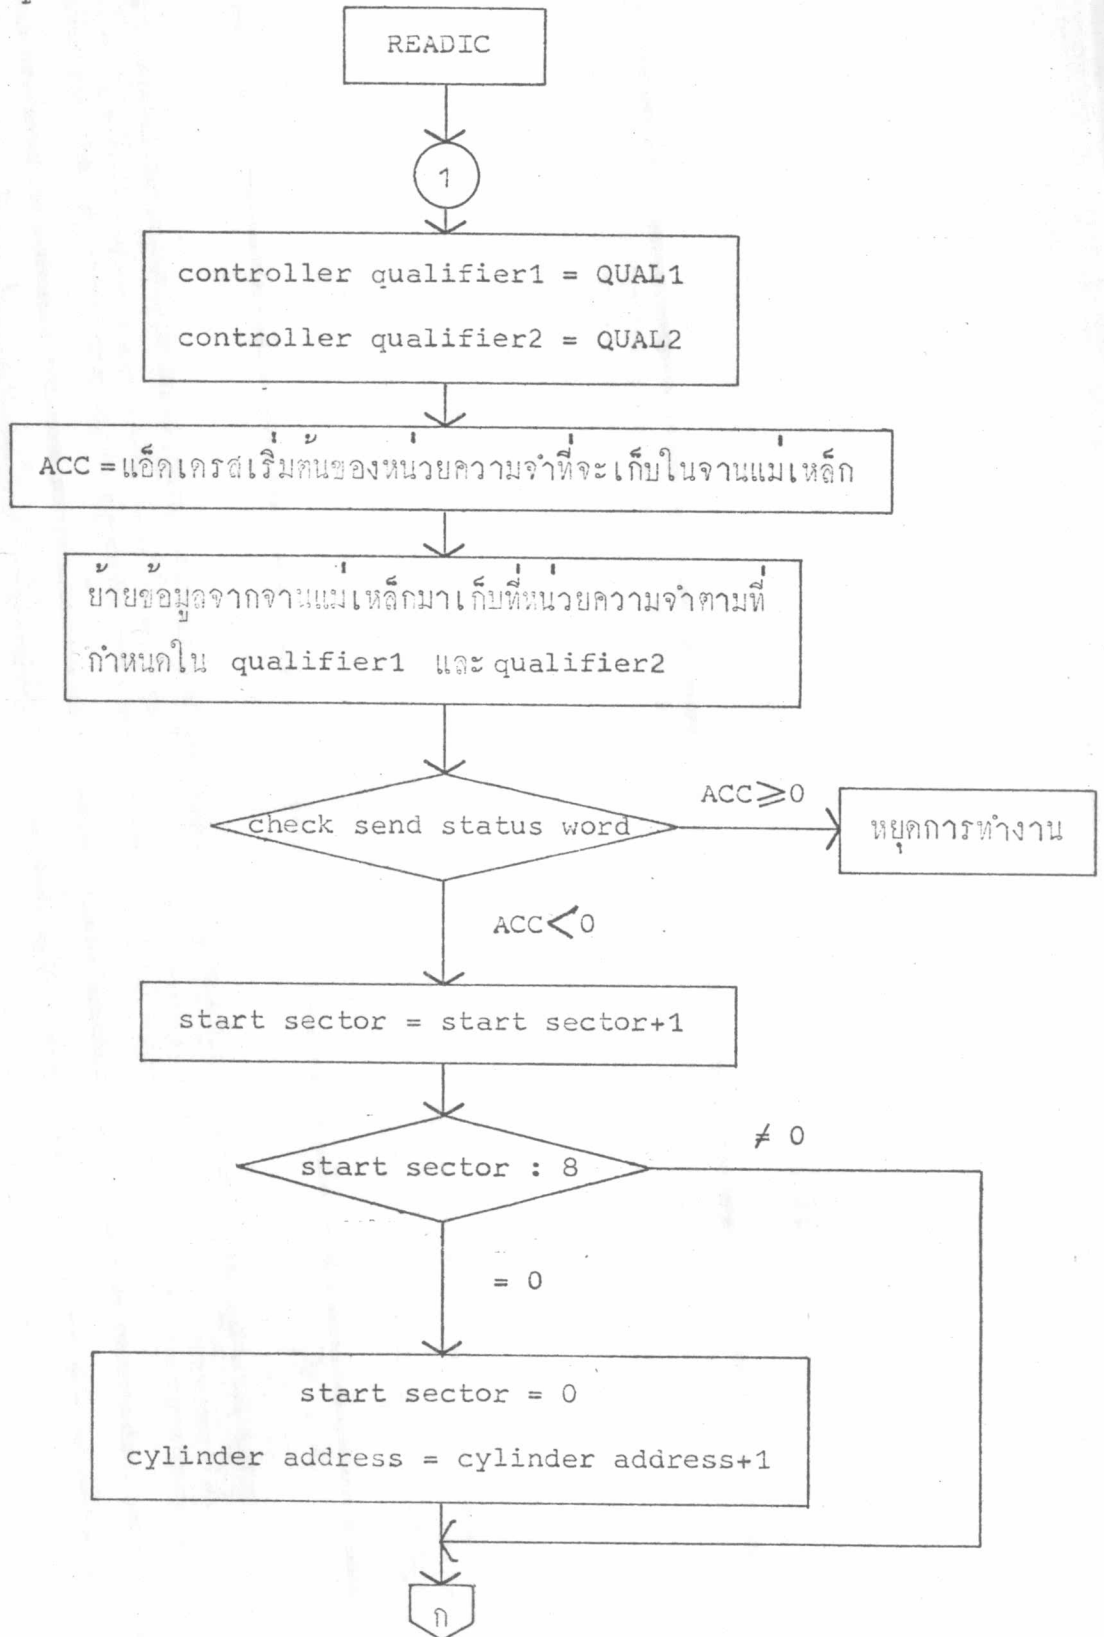 READIC
1
controller qualifier1 = QUAL1
controller qualifier2 = QUAL2
ACC = แอ็ดเดรสเริ่มต้นของหน่วยความจำที่จะเก็บในจานแม่เหล็ก
ย้ายข้อมูลจากจานแม่เหล็กมาเก็บที่หน่วยความจำตามที่
กำหนดใน qualifier1 และ qualifier2
check send status word
ACC⩾0
หยุดการทำงาน
ACC<0
start sector = start sector+1
start sector : 8
≠ 0
= 0
start sector = 0
cylinder address = cylinder address+1
ก